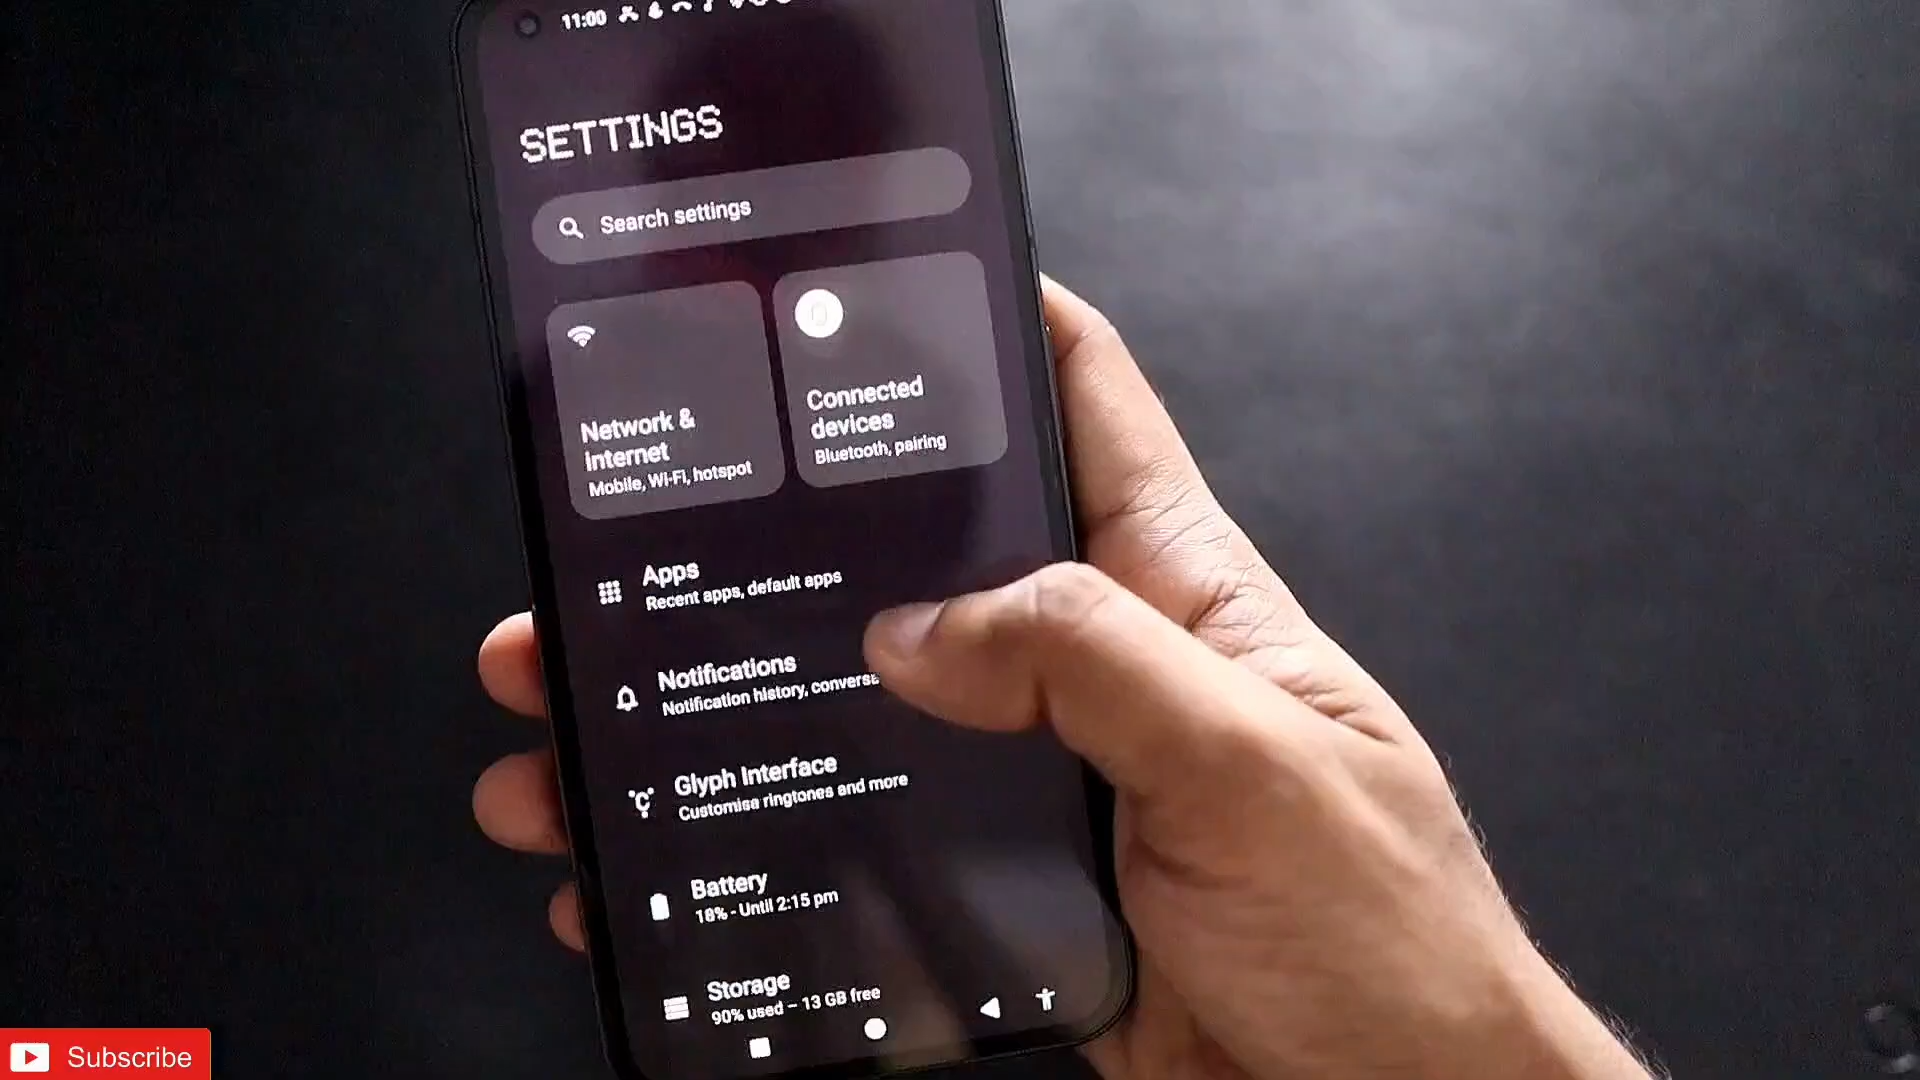 11:00
SETTINGS
Search settings
Network &
internet
Mobile, Wi-Fi, hotspot
Connected
devices
Bluetooth, pairing
Apps
Recent apps, default apps
Notifications
Notification history, converse
Glyph Interface
Customise ringtones and more
Battery
18% - Until 2:15 pm
Storage
90% used – 13 GB free
Subscribe